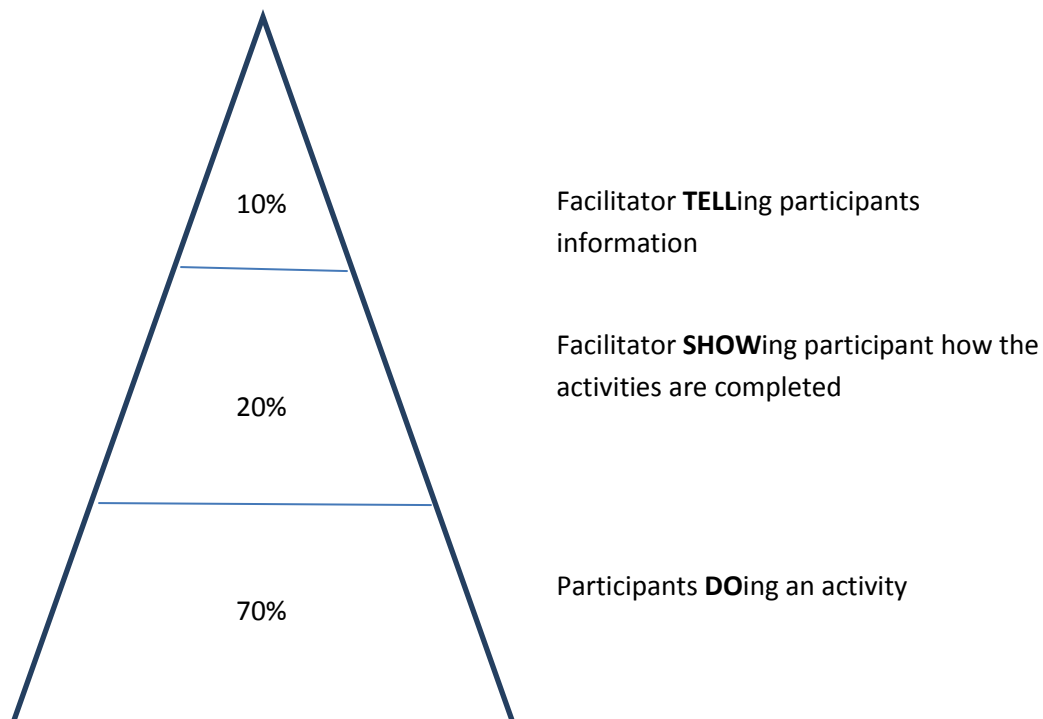 10%
Facilitator TELLing participants
information
Facilitator SHOWing participant how the
activities are completed
20%
Participants DOing an activity
70%